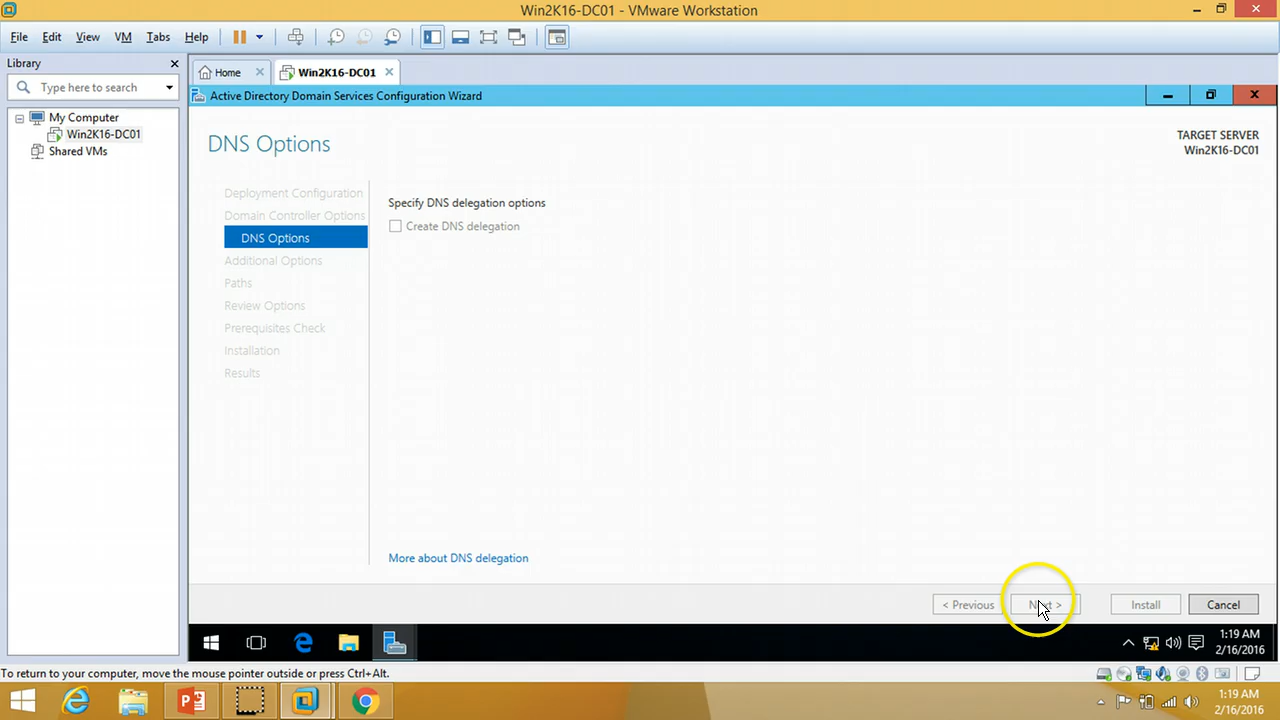 Win2K16-DC01 - VMware Workstation
File Edit View VM Tabs Help
Library
Type here to search
My Computer
Win2K16-DC01
Shared VMs
Home
Win2K16-DC01
Active Directory Domain Services Configuration Wizard
DNS Options
TARGET SERVER
Win2K16-DC01
Deployment Configuration
Domain Controller Options
DNS Options
Additional Options
Paths
Review Options
Prerequisites Check
Installation
Results
Specify DNS delegation options
Create DNS delegation
More about DNS delegation
< Previous
Next >
Install
Cancel
1:19 AM
2/16/2016
To return to your computer, move the mouse pointer outside or press Ctrl+Alt.
1:19 AM
2/16/2016